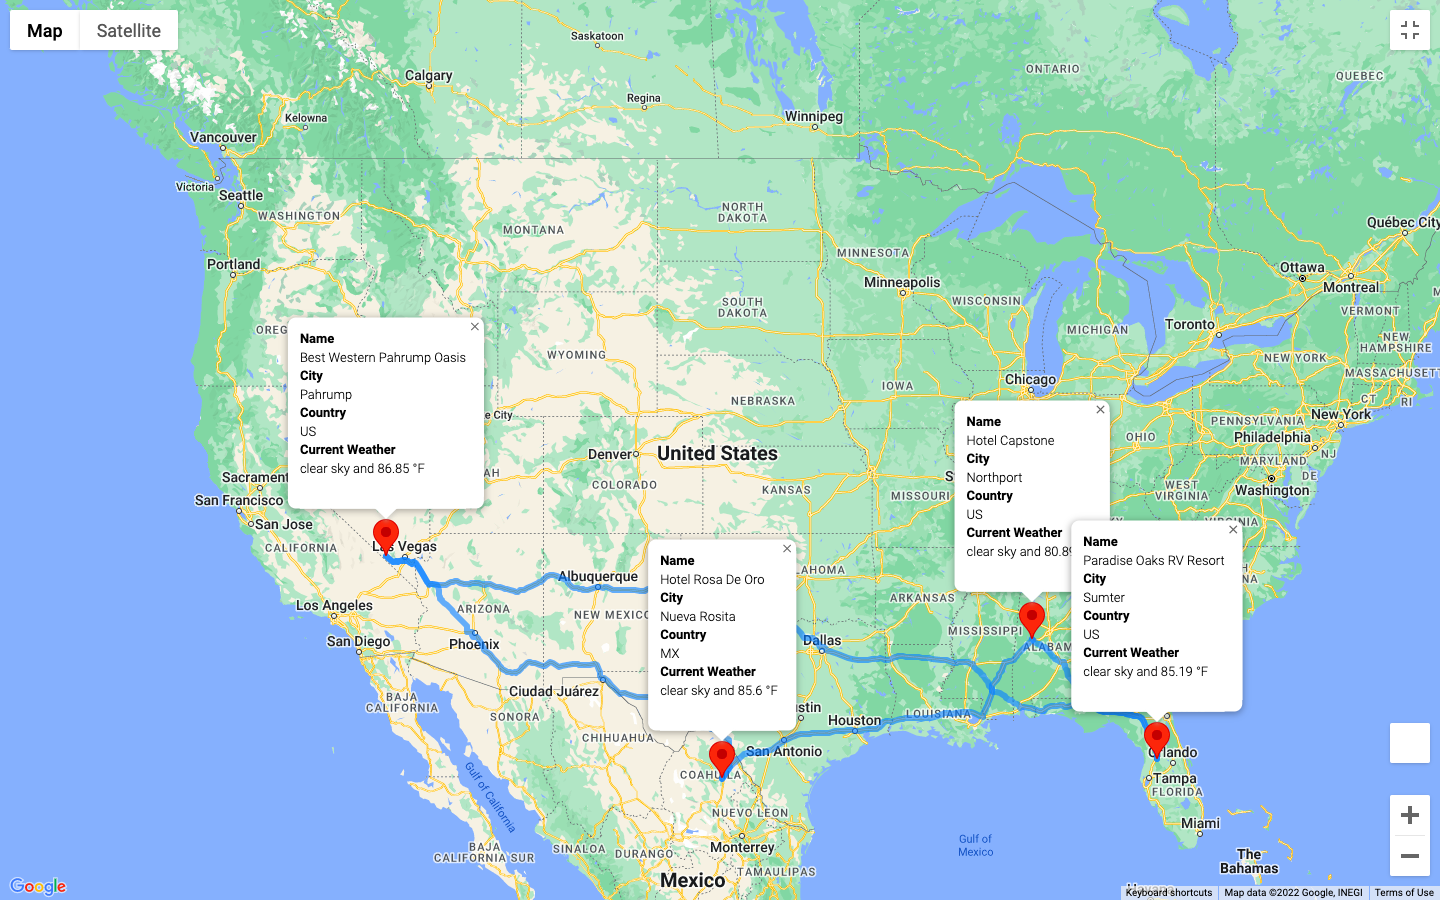 Map
Satellite
Saskatoon
Calgary
ONTARIO
QUEBEC
Regina
Kelowna
Winnipeg
Vancouver
Victoria
Seattle
WASHINGTON
NORTH
DAKOTA
MONTANA
Québec City
MINNESOTA
Portland
Ottawa
Minneapolis
Montreal
WISCONSIN
SOUTH
DAKOTA
VERMONT
MICHIGAN
Toronto
OREG
NEW
HAMPSHIRE
NEW YORK
WYOMING
MASSACHUSETT
Chicago
IOWA
NEBRASKA
CT
RI
New York
PENNSYLVANIA
Philadelphia
OHIO
NJ
e City
United States
Denver
MARYLAND
DE
AH
COLORADO
KANSAS
MISSOURI
WEST
VIRGINIA
Washington
Sacrament
San Francisco
San Jose
CALIFORNIA
Las Vegas
VIRGINIA
Name
Best Western Pahrump Oasis
City
Pahrump
Country
US
Current Weather
clear sky and 86.85 °F
Name
Hotel Capstone
City
Northport
Country
US
Current Weather
clear sky and 80.89
Name
Paradise Oaks RV Resort
City
Sumter
Country
US
Current Weather
clear sky and 85.19 °F
Name
Hotel Rosa De Oro
City
Nueva Rosita
Country
MX
Current Weather
clear sky and 85.6 °F
Albuquerque
LAHOMA
ARKANSAS
Los Angeles
ARIZONA
NEW MEXICO
San Diego
Phoenix
Dallas
MISSISSIPPI
ALABAM
Ciudad Juárez
BAJA
CALIFORNIA
SONORA
stin
Houston
LOUISIANA
CHIHUAHUA
San Antonio
COAHUILA
Orlando
Tampa
FLORIDA
Gulf of California
NUEVO LEON
Miami
Gulf of
Mexico
Monterrey
BAJA
CALIFORNIA SUR
SINALOA
DURANGO
TAMAULIPAS
Mexico
The
Bahamas
Google
Keyboard shortcuts
Map data ©2022 Google, INEGI
Terms of Use